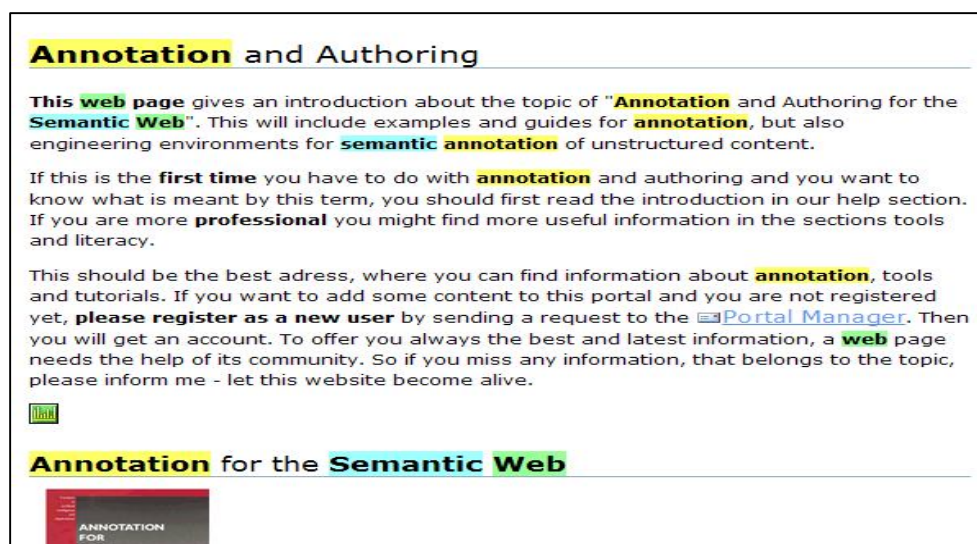 Annotation and Authoring
This web page gives an introduction about the topic of "Annotation and Authoring for the
Semantic Web". This will include examples and guides for annotation, but also
engineering environments for semantic annotation of unstructured content.
If this is the first time you have to do with annotation and authoring and you want to
know what is meant by this term, you should first read the introduction in our help section.
If you are more professional you might find more useful information in the sections tools
and literacy.
This should be the best adress, where you can find information about annotation, tools
and tutorials. If you want to add some content to this portal and you are not registered
yet, please register as a new user by sending a request to the Portal Manager. Then
you will get an account. To offer you always the best and latest information, a web page
needs the help of its community. So if you miss any information, that belongs to the topic,
please inform me - let this website become alive.
Annotation for the Semantic Web
ANNOTATION
FOR